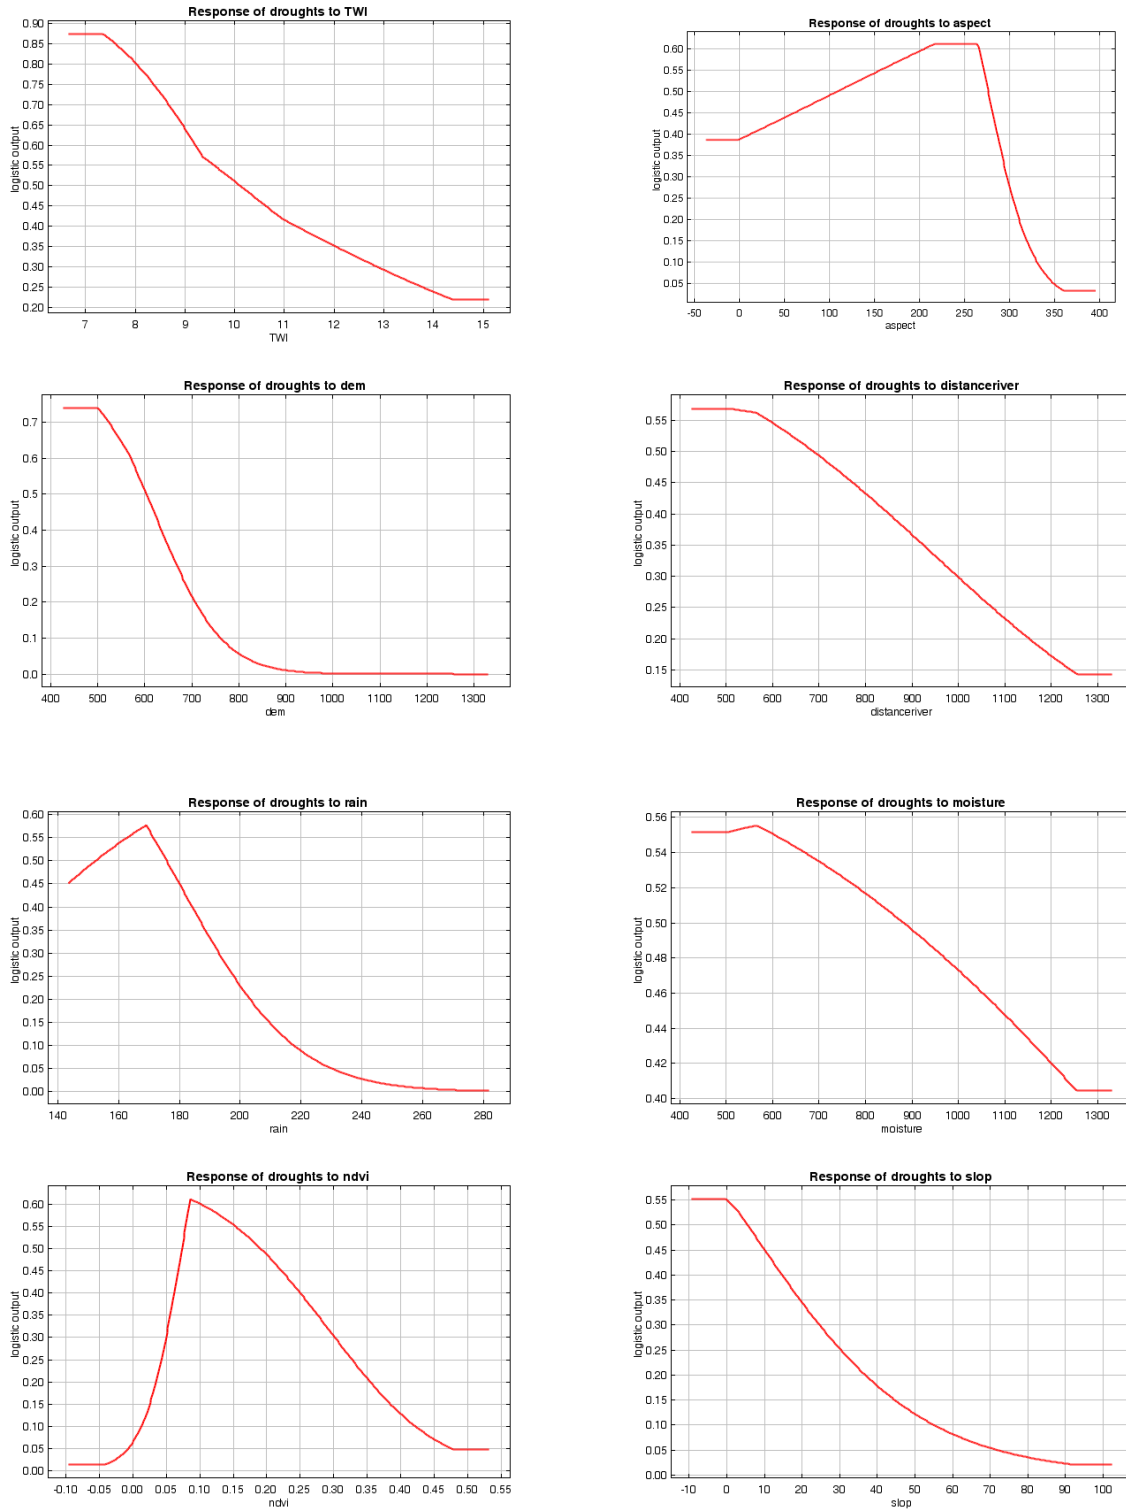 Response of droughts to TWI
0.90
0.85
0.80
0.75
0.70
0.65
0.60
0.55
0.50
0.45
0.40
0.35
0.30
0.25
0.20
logistic output
7 8 9 10 11 12 13 14 15
TWI
Response of droughts to aspect
0.60
0.55
0.50
0.45
0.40
0.35
0.30
0.25
0.20
0.15
0.10
0.05
logistic output
-50 0 50 100 150 200 250 300 350 400
aspect
Response of droughts to dem
0.7
0.6
0.5
0.4
0.3
0.2
0.1
0.0
logistic output
400 500 600 700 800 900 1000 1100 1200 1300
dem
Response of droughts to distanceriver
0.55
0.50
0.45
0.40
0.35
0.30
0.25
0.20
0.15
logistic output
400 500 600 700 800 900 1000 1100 1200 1300
distanceriver
Response of droughts to rain
0.60
0.55
0.50
0.45
0.40
0.35
0.30
0.25
0.20
0.15
0.10
0.05
0.00
logistic output
140 160 180 200 220 240 260 280
rain
Response of droughts to moisture
0.56
0.54
0.52
0.50
0.48
0.46
0.44
0.42
0.40
logistic output
400 500 600 700 800 900 1000 1100 1200 1300
moisture
Response of droughts to ndvi
0.60
0.55
0.50
0.45
0.40
0.35
0.30
0.25
0.20
0.15
0.10
0.05
0.00
logistic output
-0.10 -0.05 0.00 0.05 0.10 0.15 0.20 0.25 0.30 0.35 0.40 0.45 0.50 0.55
ndvi
Response of droughts to slop
0.55
0.50
0.45
0.40
0.35
0.30
0.25
0.20
0.15
0.10
0.05
0.00
logistic output
-10 0 10 20 30 40 50 60 70 80 90 100
slop